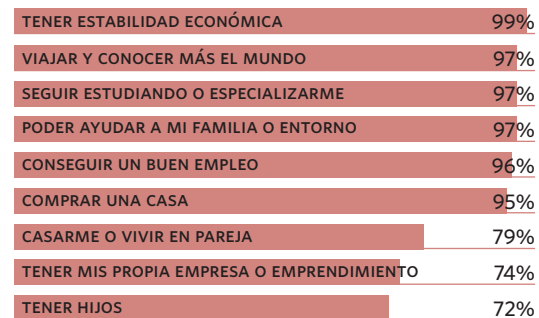 TENER ESTABILIDAD ECONÓMICA 99%
VIAJAR Y CONOCER MÁS EL MUNDO 97%
SEGUIR ESTUDIANDO O ESPECIALIZARME 97%
PODER AYUDAR A MI FAMILIA O ENTORNO 97%
CONSEGUIR UN BUEN EMPLEO 96%
COMPRAR UNA CASA 95%
CASARME O VIVIR EN PAREJA 79%
TENER MIS PROPIA EMPRESA O EMPRENDIMIENTO 74%
TENER HIJOS 72%